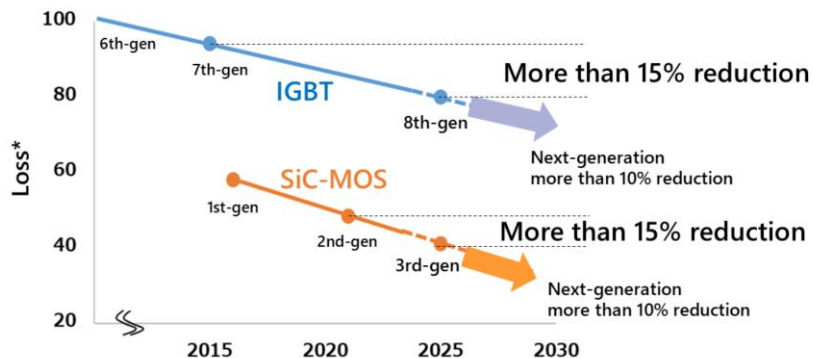 100
6th-gen
7th-gen
More than 15% reduction
IGBT
80
8th-gen
Next-generation
more than 10% reduction
60
Loss*
SiC-MOS
1st-gen
2nd-gen
More than 15% reduction
40
3rd-gen
Next-generation
more than 10% reduction
20
2015 2020 2025 2030